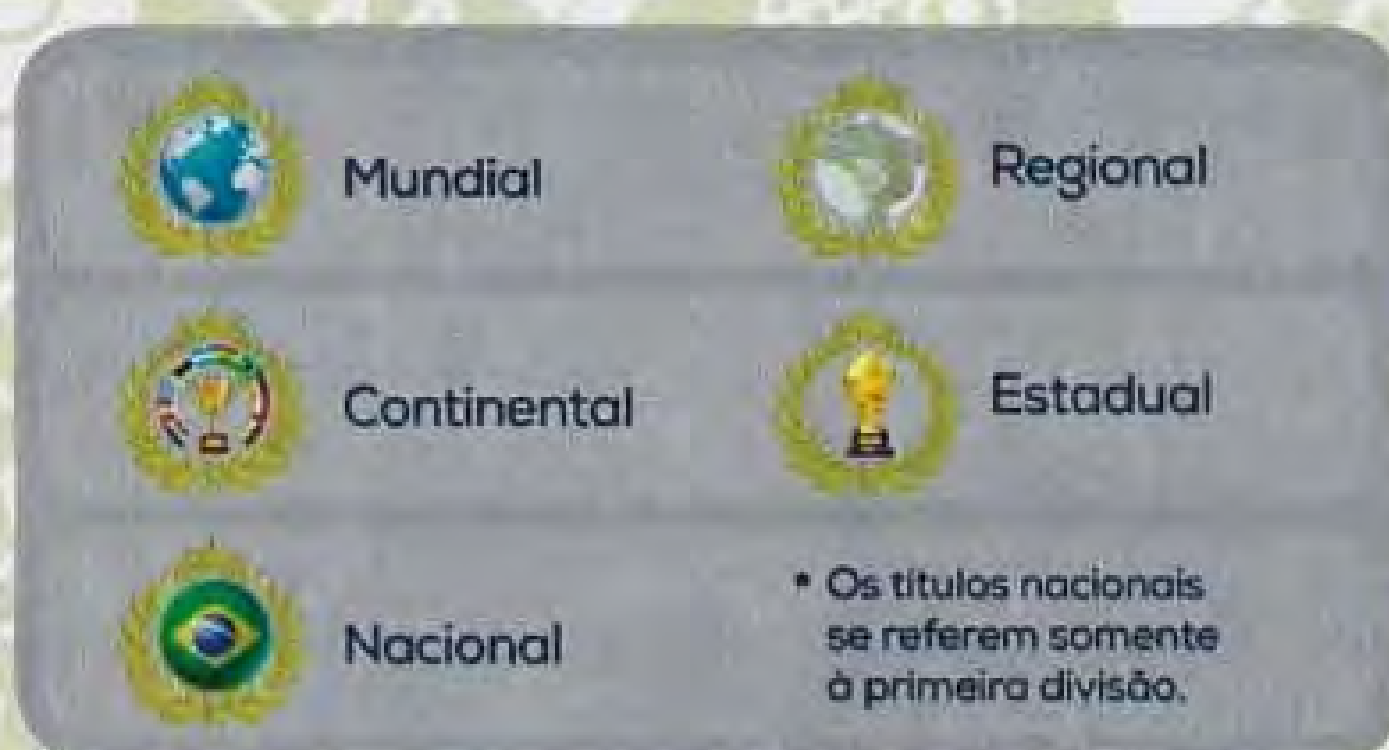 Mundial
Regional
Continental
Estadual
Nacional
* Os títulos nacionais
se referem somente
à primeira divisão.